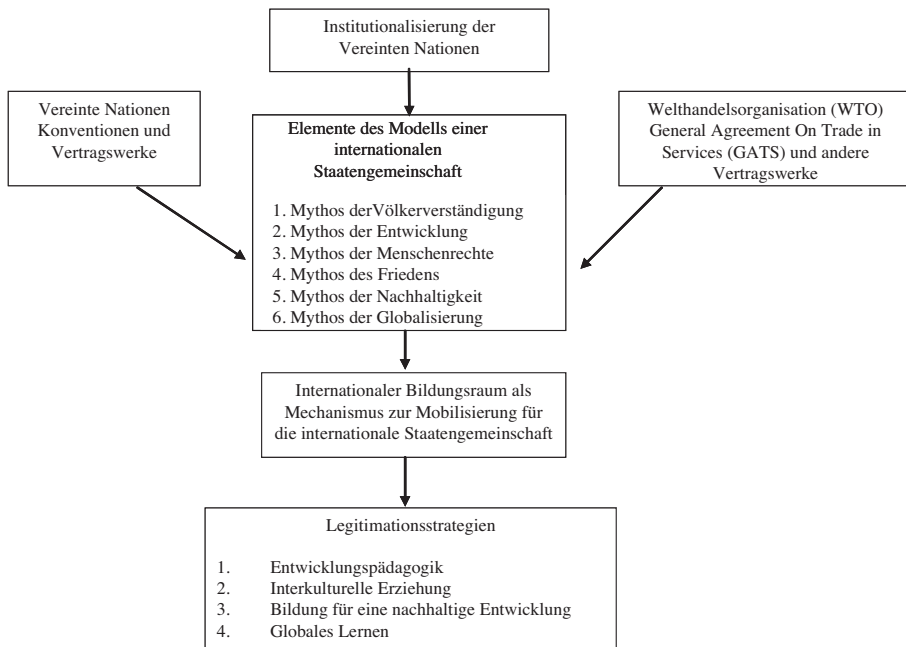 Institutionalisierung der
Vereinten Nationen
Vereinte Nationen
Konventionen und
Vertragswerke
Elemente des Modells einer
internationalen
Staatengemeinschaft
1. Mythos derVölkerverständigung
2. Mythos der Entwicklung
3. Mythos der Menschenrechte
4. Mythos des Friedens
5. Mythos der Nachhaltigkeit
6. Mythos der Globalisierung
Welthandelsorganisation (WTO)
General Agreement On Trade in
Services (GATS) und andere
Vertragswerke
Internationaler Bildungsraum als
Mechanismus zur Mobilisierung für
die internationale Staatengemeinschaft
Legitimationsstrategien
1. Entwicklungspädagogik
2. Interkulturelle Erziehung
3. Bildung für eine nachhaltige Entwicklung
4. Globales Lernen